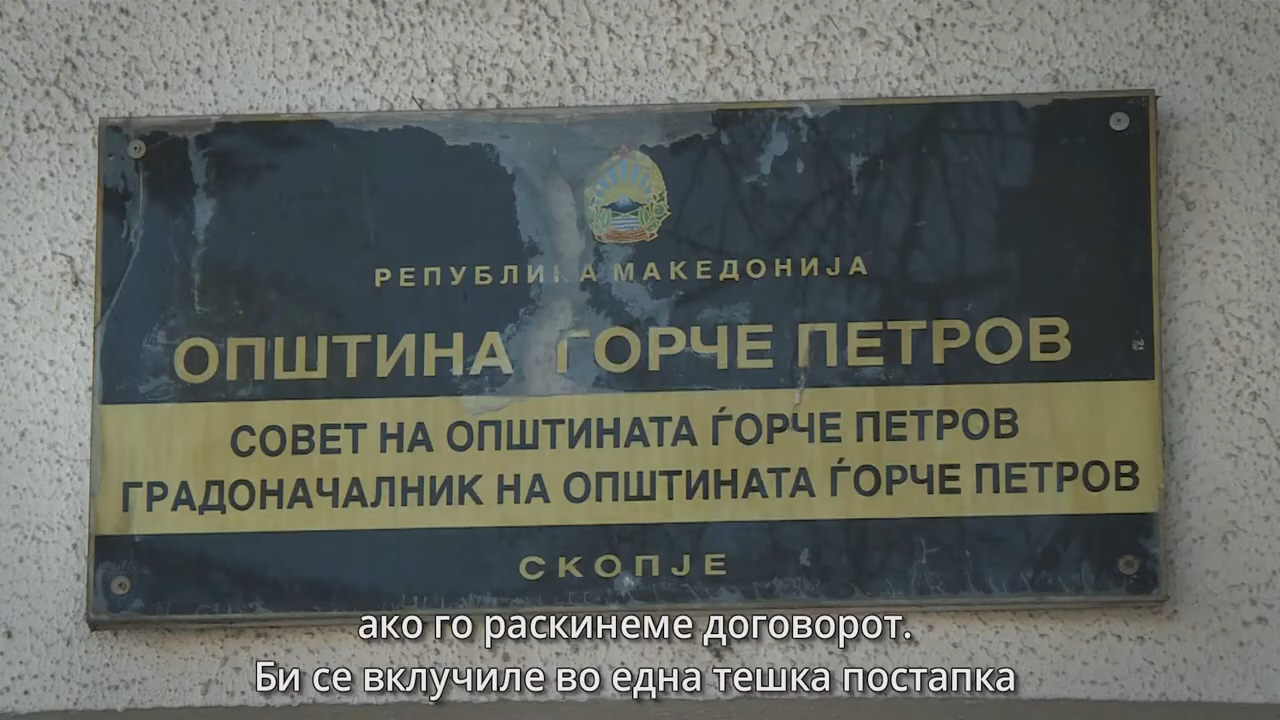 РЕПУБЛИКА МАКЕДОНИЈА
ОПШТИНА ЃОРЧЕ ПЕТРОВ
СОВЕТ НА ОПШТИНАТА ЃОРЧЕ ПЕТРОВ
ГРАДОНАЧАЛНИК НА ОПШТИНАТА ЃОРЧЕ ПЕТРОВ
СКОПЈЕ
ако го раскинеме договорот.
Би се вклучиле во една тешка постапка